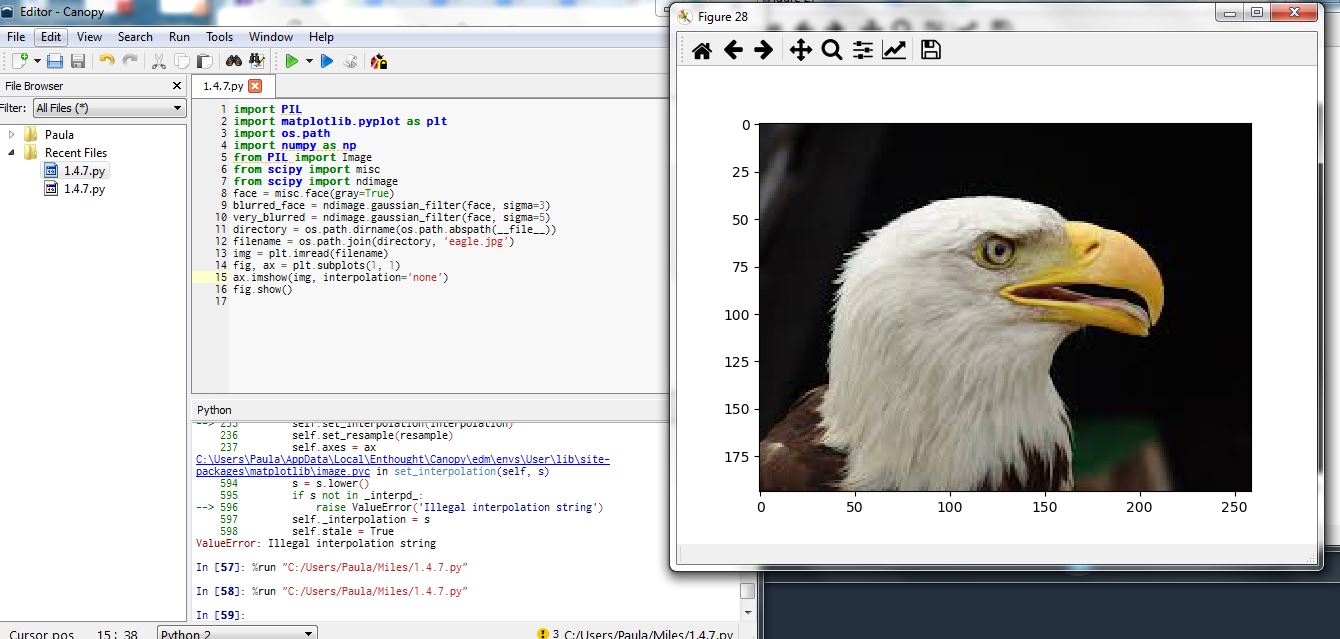 Editor - Canopy
File Edit View Search Run Tools Window Help
File Browser
Filter: All Files (*)
Paula
Recent Files
1.4.7.py
1.4.7.py
1.4.7.py
1 import PIL
2 import matplotlib.pyplot as plt
3 import os.path
4 import numpy as np
5 from PIL import Image
6 from scipy import misc
7 from scipy import ndimage
8 face = misc.face(gray=True)
9 blurred_face = ndimage.gaussian_filter(face, sigma=3)
10 very_blurred = ndimage.gaussian_filter(face, sigma=5)
11 directory = os.path.dirname(os.path.abspath(__file__))
12 filename = os.path.join(directory, 'eagle.jpg')
13 img = plt.imread(filename)
14 fig, ax = plt.subplots(1, 1)
15 ax.imshow(img, interpolation='none')
16 fig.show()
17
Python
--> 235 self.set_interpolation(interpolation)
236 self.set_resample(resample)
237 self.axes = ax
C:\Users\Paula\AppData\Local\Enthought\Canopy\edm\envs\User\lib\site-
packages\matplotlib\image.pyc in set_interpolation(self, s)
594 s = s.lower()
595 if s not in _interpd_:
--> 596 raise ValueError('Illegal interpolation string')
597 self._interpolation = s
598 self.stale = True
ValueError: Illegal interpolation string
In [57]: %run "C:/Users/Paula/Miles/1.4.7.py"
In [58]: %run "C:/Users/Paula/Miles/1.4.7.py"
In [59]:
Cursor pos 15 : 38 Python 2 3 C:/Users/Paula/Miles/1.4.7.py
Figure 28
0
25
50
75
100
125
150
175
0 50 100 150 200 250